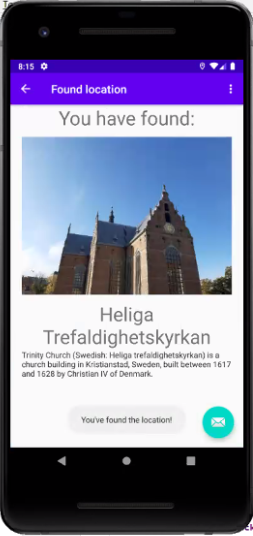 8:15
Found location
You have found:
Heliga
Trefaldighetskyrkan
Trinity Church (Swedish: Heliga trefaldighetskyrkan) is a
church building in Kristianstad, Sweden, built between 1617
and 1628 by Christian IV of Denmark.
You've found the location!